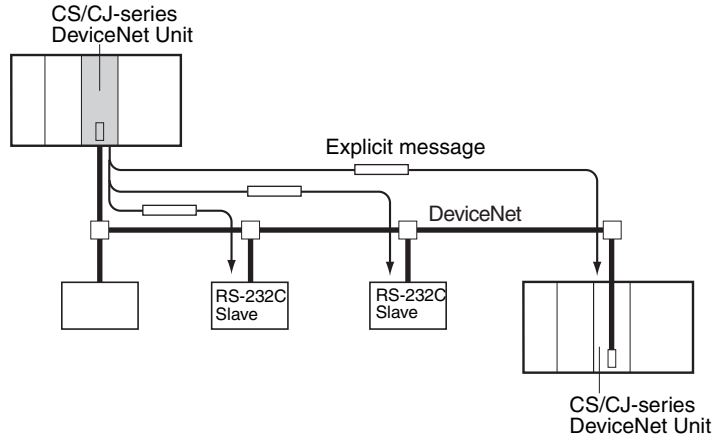 CS/CJ-series
DeviceNet Unit
Explicit message
DeviceNet
RS-232C
Slave
RS-232C
Slave
CS/CJ-series
DeviceNet Unit